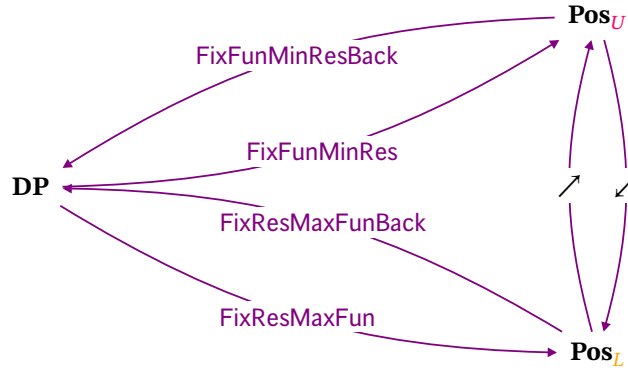 Pos_U
FixFunMinResBack
FixFunMinRes
DP
↗ ↙
FixResMaxFunBack
FixResMaxFun
Pos_L